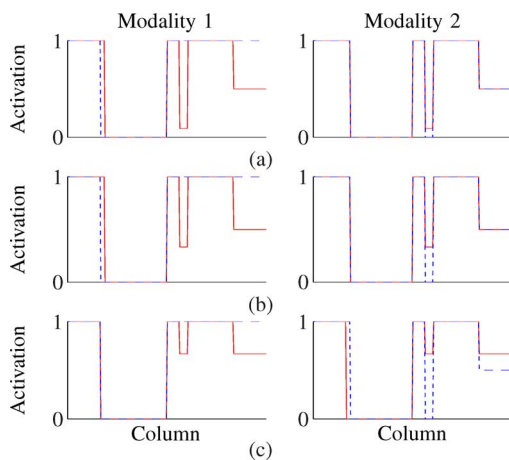 Modality 1
Modality 2
Activation
1
0
1
0
(a)
Activation
1
0
1
0
(b)
Activation
1
0
1
0
Column
Column
(c)